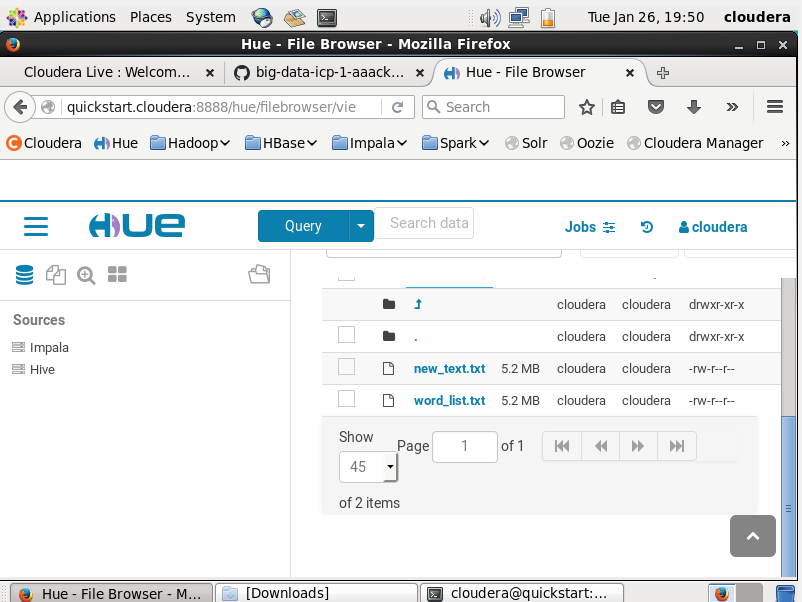 Applications Places System Tue Jan 26, 19:50 cloudera
Hue - File Browser - Mozilla Firefox
Cloudera Live : Welcom... × big-data-icp-1-aaack... × Hue - File Browser ×
quickstart.cloudera:8888/hue/filebrowser/vie Search
Cloudera Hue Hadoop HBase Impala Spark Solr Oozie Cloudera Manager »
HUE Query Search data Jobs cloudera
Sources
Impala
Hive
cloudera cloudera drwxr-xr-x
. cloudera cloudera drwxr-xr-x
new_text.txt 5.2 MB cloudera cloudera -rw-r--r--
word_list.txt 5.2 MB cloudera cloudera -rw-r--r--
Show
45
Page 1 of 1
of 2 items
Hue - File Browser - M... [Downloads] cloudera@quickstart:...